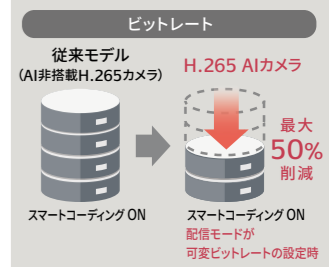 ビットレート
従来モデル
(AI非搭載H.265カメラ)
H.265 AIカメラ
最大
50%
削減
スマートコーディング ON
スマートコーディング ON
配信モードが
可変ビットレートの設定時